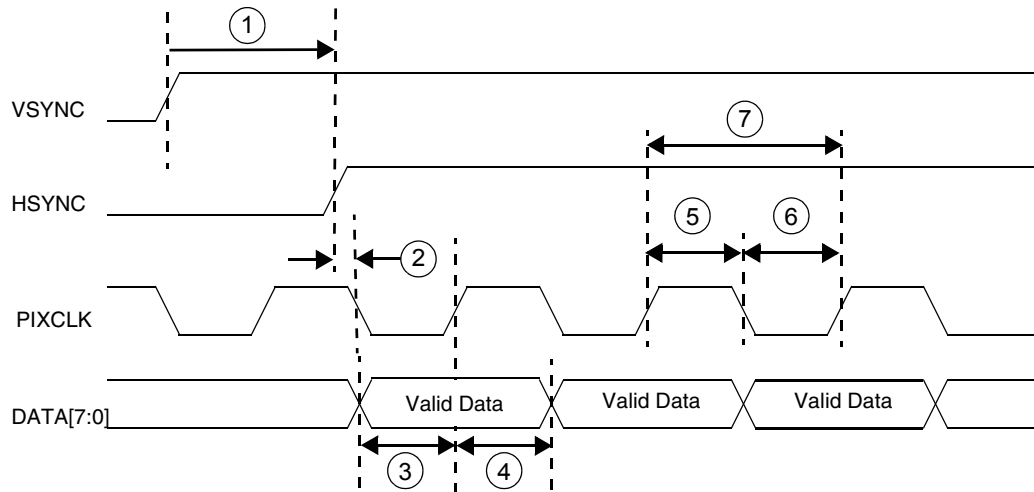 1
VSYNC
7
HSYNC
5
6
2
PIXCLK
DATA[7:0]
Valid Data
Valid Data
Valid Data
3
4